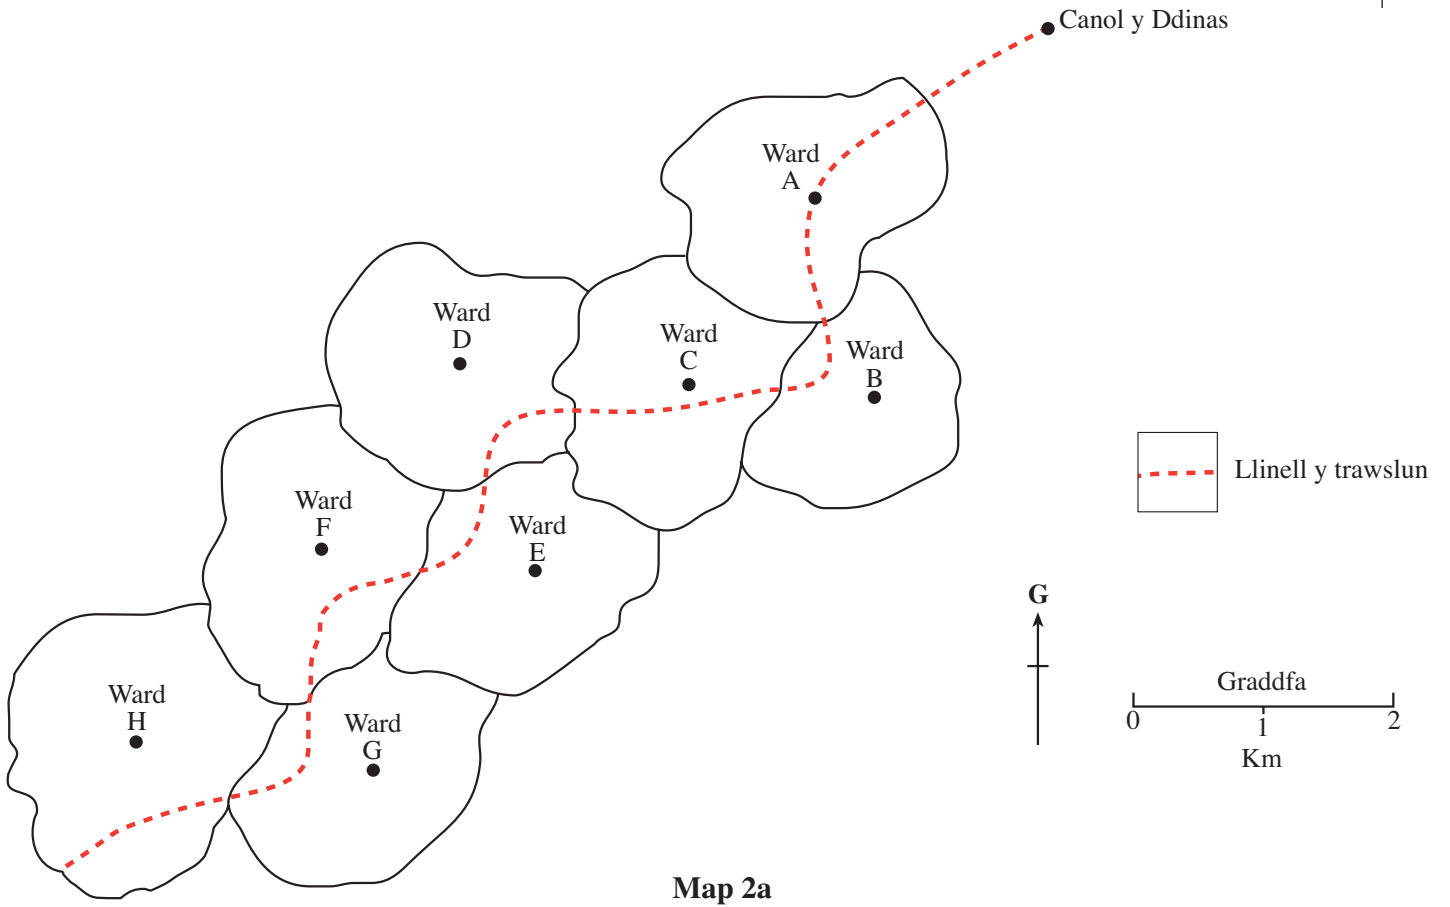 Canol y Ddinas
Ward
A
Ward
D
Ward
C
Ward
B
Ward
F
Ward
E
Llinell y trawslun
G
Graddfa
0
1
2
Km
Ward
H
Ward
G
Map 2a